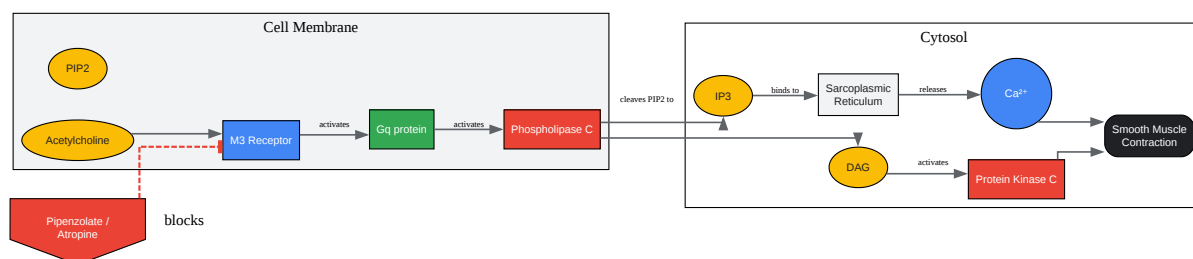 Cell Membrane
PIP2
Acetylcholine
M3 Receptor
activates
Gq protein
activates
Phospholipase C
Pipenzolate /
Atropine
blocks
cleaves PIP2 to
Cytosol
IP3
binds to
Sarcoplasmic
Reticulum
releases
Ca²⁺
DAG
activates
Protein Kinase C
Smooth Muscle
Contraction